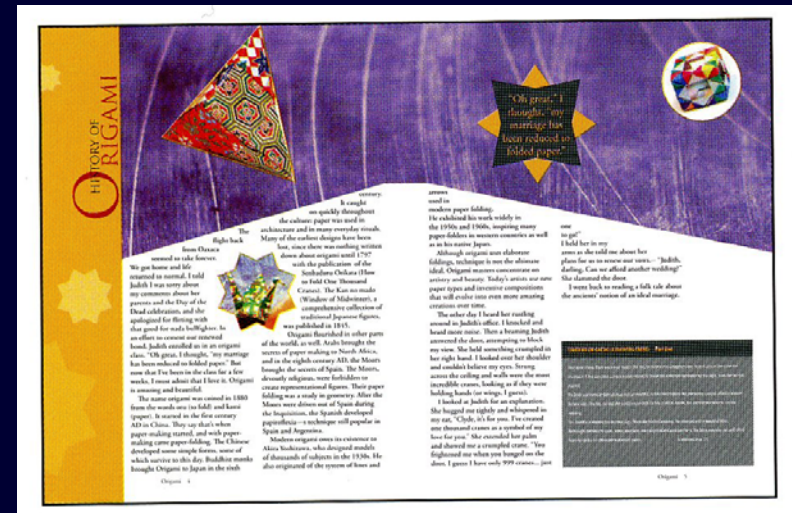 HISTORY OF
ORIGAMI
"Oh great," I
thought, "my
marriage has
been reduced to
folded paper."
The
flight back
from Oaxaca
seemed to take forever.
We got home and life
returned to normal. I told
Judith I was sorry about
my comments about her
parents and the Day of the
Dead celebration, and she
apologized for flirting with
that good-for-nada bullfighter. In
an effort to cement our renewed
bond, Judith enrolled us in an origami
class. "Oh great, I thought, "my marriage
has been reduced to folded paper." But
now that I've been in the class for a few
weeks, I must admit that I love it. Origami
is amazing and beautiful.
The name origami was coined in 1880
from the words oru (to fold) and kami
(paper). It started in the first century
AD in China. They say that's when
paper-making started, and with paper-
making came paper-folding. The Chinese
developed some simple forms, some of
which survive to this day. Buddhist monks
brought Origami to Japan in the sixth
century.
It caught
on quickly throughout
the culture: paper was used in
architecture and in many everyday rituals.
Many of the earliest designs have been
lost, since there was nothing written
down about origami until 1797
with the publication of the
Senbazuru Orikata (How
to Fold One Thousand
Cranes). The Kan no mado
(Window of Midwinter), a
comprehensive collection of
traditional Japanese figures,
was published in 1845.
Origami flourished in other parts
of the world, as well. Arabs brought the
secrets of paper making to North Africa,
and in the eighth century AD, the Moors
brought the secrets of Spain. The Moors,
devoutly religious, were forbidden to
create representational figures. Their paper
folding was a study in geometry. After the
Moors were driven out of Spain during
the Inquisition, the Spanish developed
papiroflexia—a technique still popular in
Spain and Argentina.
Modern origami owes its existence to
Akira Yoshizawa, who designed models
of thousands of subjects in the 1930s. He
also originated of the system of lines and
arrows
used in
modern paper folding.
He exhibited his work widely in
the 1950s and 1960s, inspiring many
paper-folders in western countries as well
as in his native Japan.
Although origami uses elaborate
foldings, technique is not the ultimate
ideal. Origami masters concentrate on
artistry and beauty. Today's artists use new
paper types and inventive compositions
that will evolve into even more amazing
creations over time.
The other day I heard her rustling
around in Judith's office. I knocked and
heard more noise. Then a beaming Judith
answered the door, attempting to block
my view. She held something crumpled in
her right hand. I looked over her shoulder
and couldn't believe my eyes. Strung
across the ceiling and walls were the most
incredible cranes, looking as if they were
holding hands (or wings, I guess).
I looked at Judith for an explanation.
She hugged me tightly and whispered in
my ear, "Clyde, it's for you. I've created
one thousand cranes as a symbol of my
love for you." She extended her palm
and showed me a crumpled crane. "You
frightened me when you banged on the
door. I guess I have only 999 cranes... just
one
to go!"
I held her in my
arms as she told me about her
plans for us to renew our vows.— "Judith,
darling. Can we afford another wedding?"
She slammed the door.
I went back to reading a folk tale about
the ancients' notion of an ideal marriage.
Origami 4
Origami 5